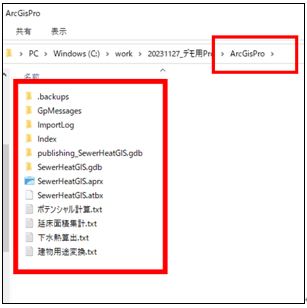 ArcGisPro
共有 表示
PC > Windows (C:) > work > 20231127_デモ用Pro > ArcGisPro >
名前
.backups
GpMessages
ImportLog
Index
publishing_SewerHeatGIS.gdb
SewerHeatGIS.gdb
SewerHeatGIS.aprx
SewerHeatGIS.atbx
ポテンシャル計算.txt
延床面積集計.txt
下水熱算出.txt
建物用途変換.txt